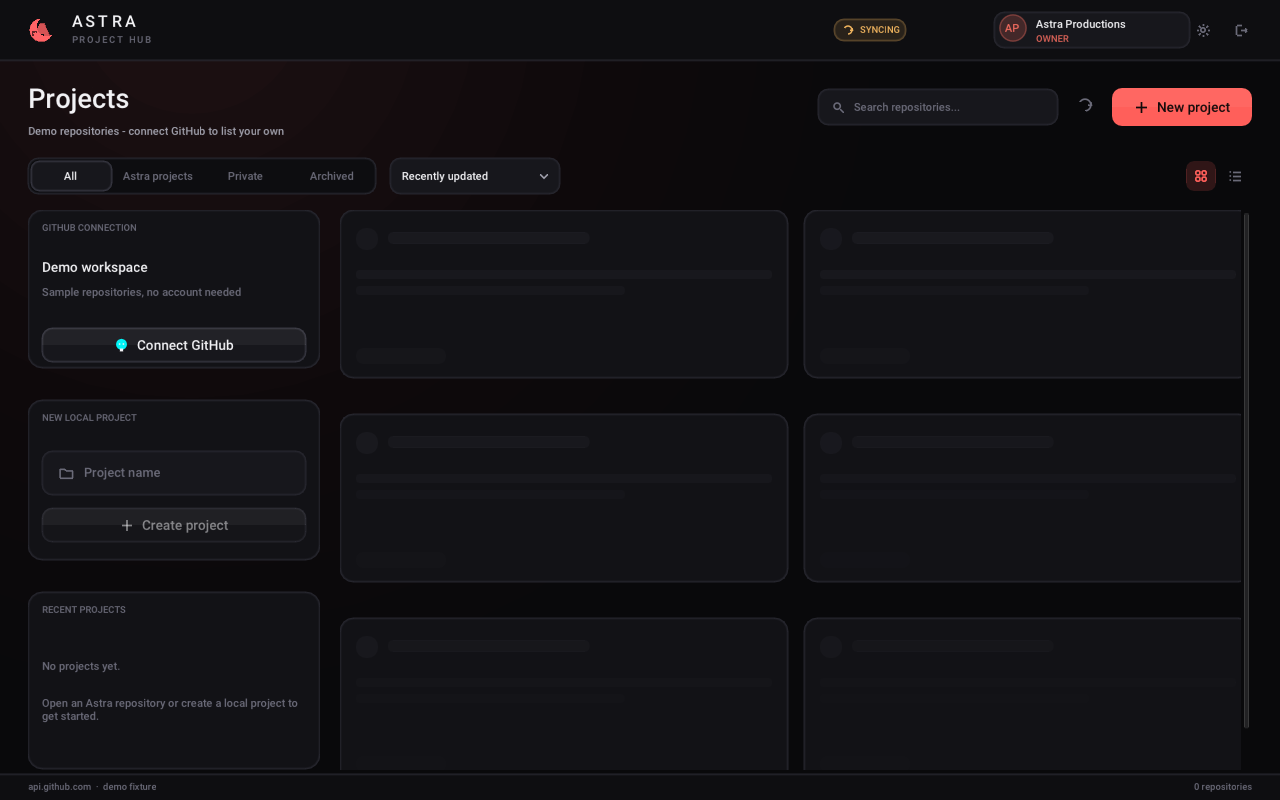 ASTRA
PROJECT HUB
SYNCING
AP
Astra Productions
OWNER
Projects
Demo repositories - connect GitHub to list your own
Search repositories...
New project
All
Astra projects
Private
Archived
Recently updated
GITHUB CONNECTION
Demo workspace
Sample repositories, no account needed
Connect GitHub
NEW LOCAL PROJECT
Project name
Create project
RECENT PROJECTS
No projects yet.
Open an Astra repository or create a local project to
get started.
api.github.com · demo fixture
0 repositories